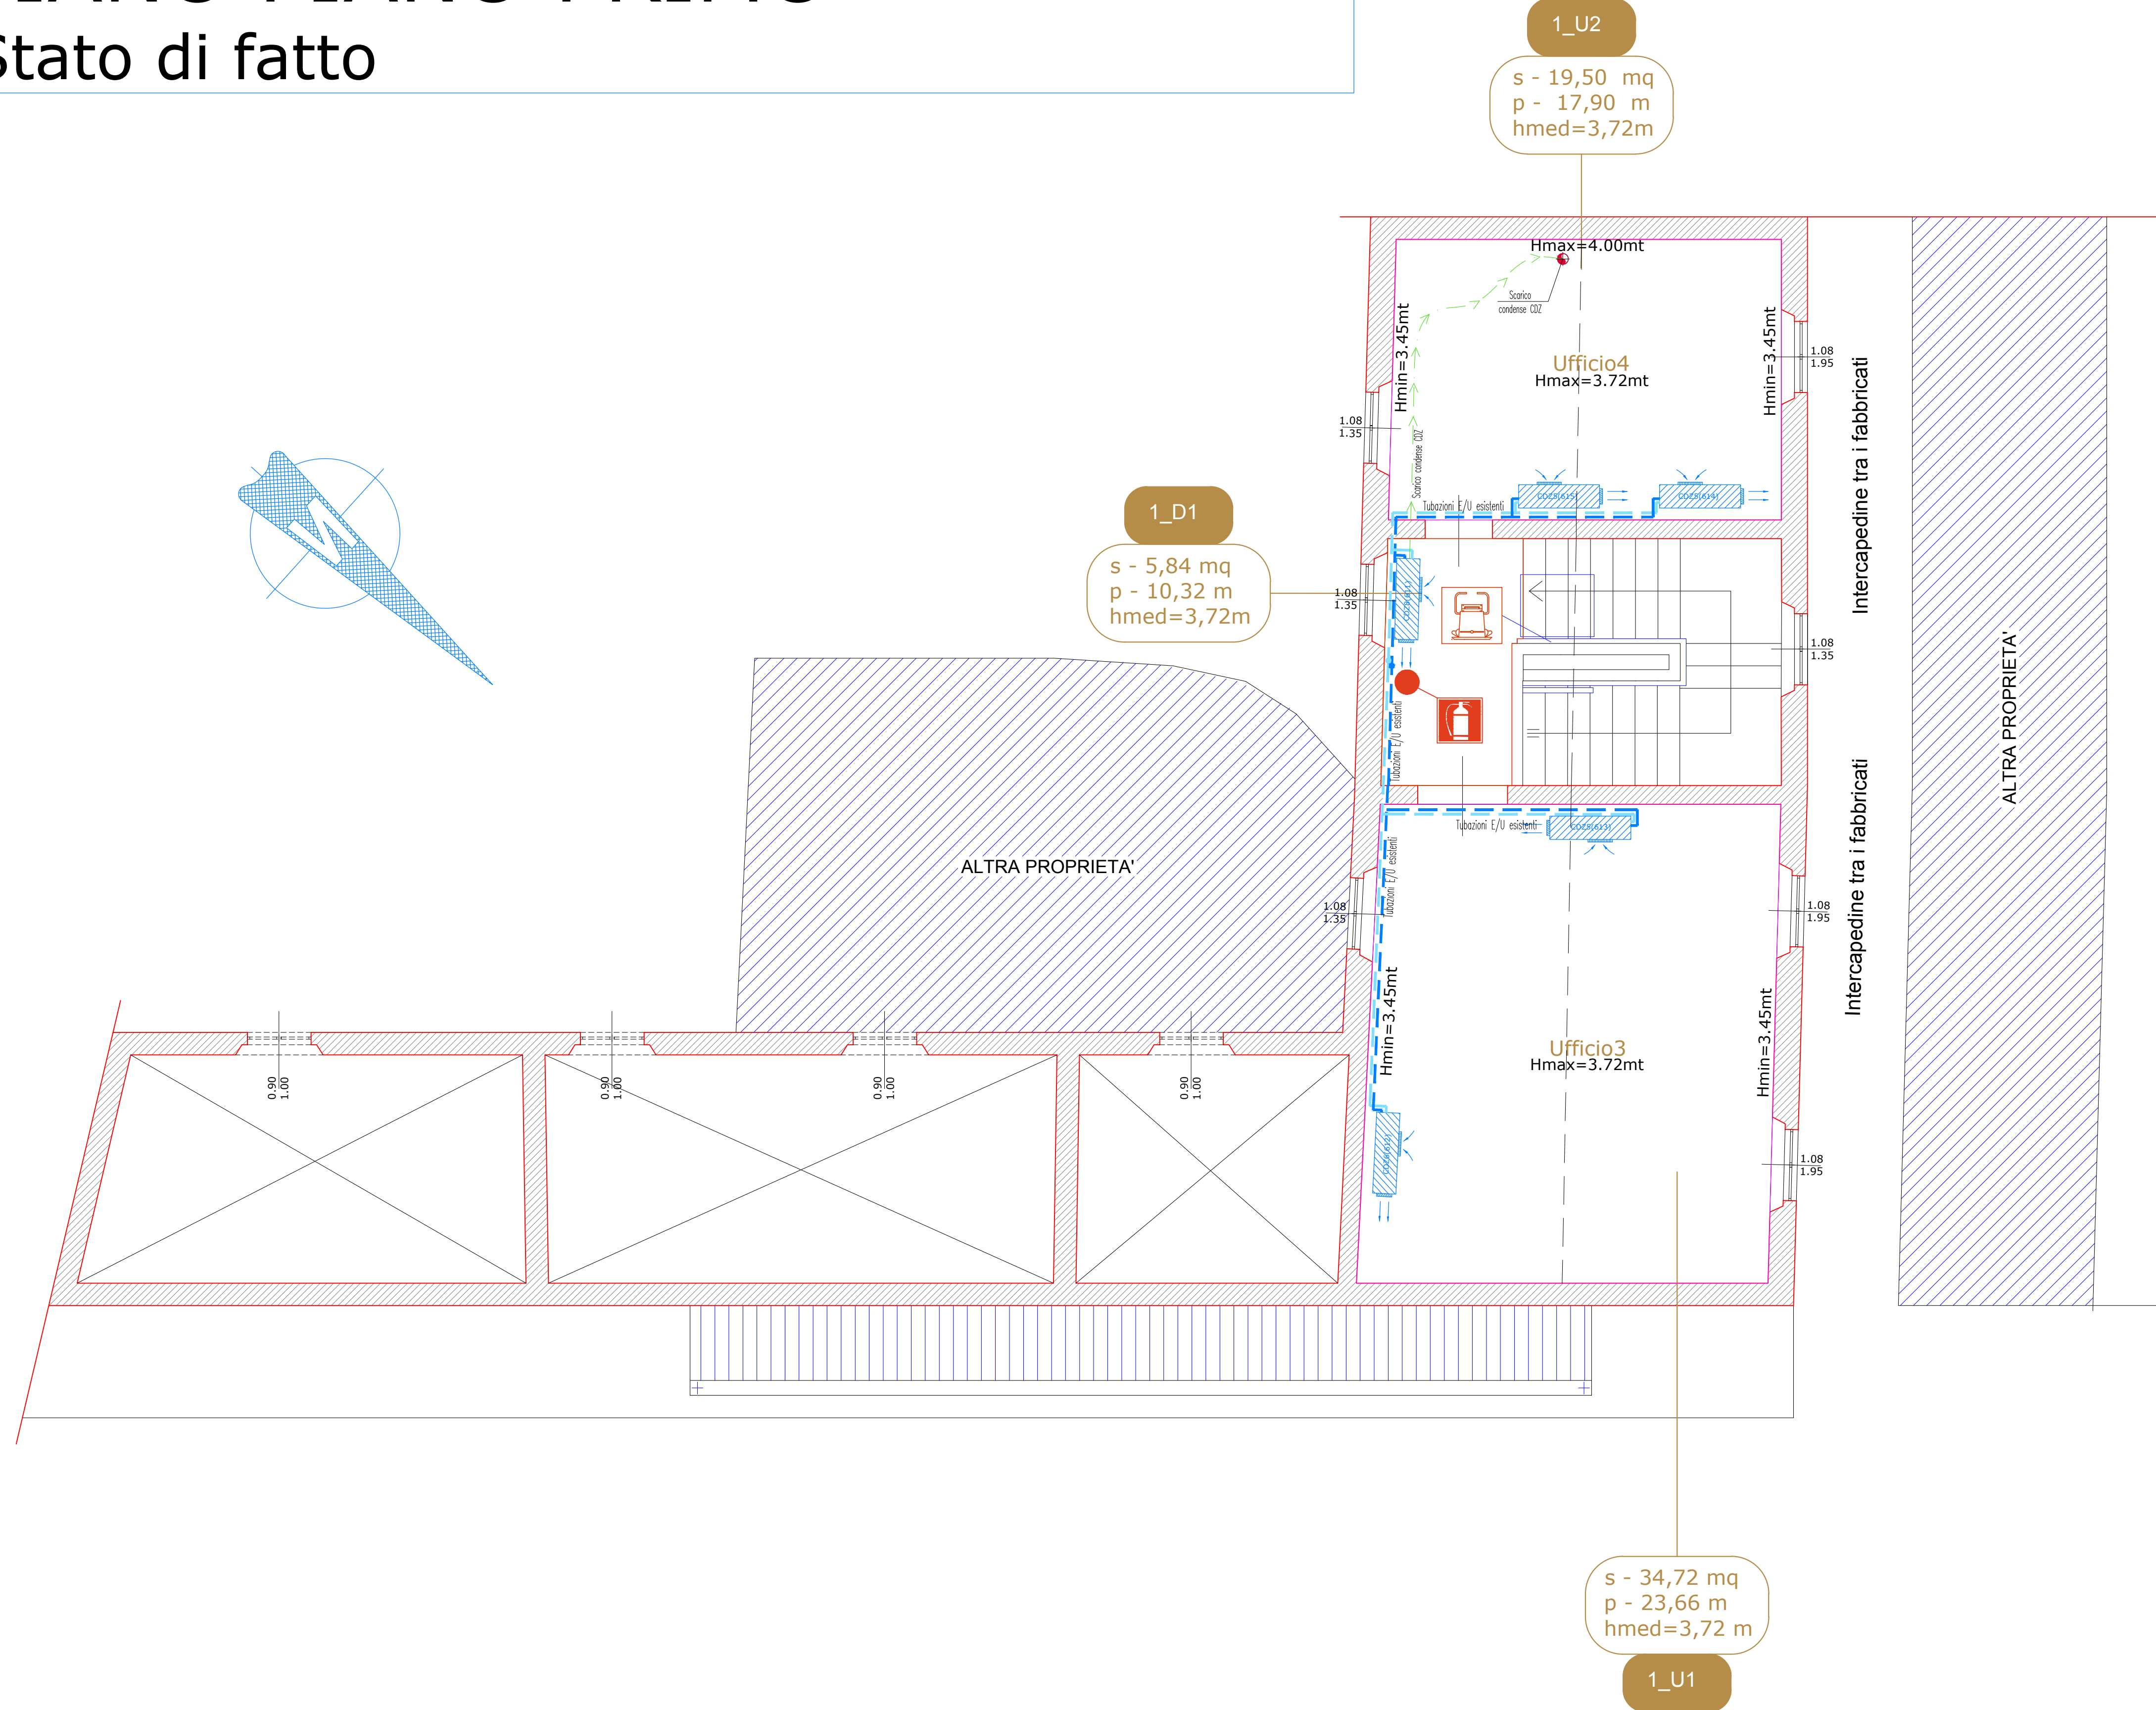 Stato di fatto
1_U2
s - 19,50 mq
p - 17,90 m
hmed=3,72m
Hmax=4.00mt
Scarico
condense CDZ
Hmin=3.45mt
Hmin=3.45mt
Ufficio4
Hmax=3.72mt
1.08
1.95
1.08
1.35
Scarico condense CDZ
Intercapedine tra i fabbricati
CDZS(615)
CDZS(614)
Tubazioni E/U esistenti
1_D1
s - 5,84 mq
p - 10,32 m
hmed=3,72m
1.08
1.35
1.08
1.35
Tubazioni E/U esistenti
ALTRA PROPRIETA'
ALTRA PROPRIETA'
Tubazioni E/U esistenti
CDZS(613)
Tubazioni E/U esistenti
1.08
1.35
1.08
1.95
Intercapedine tra i fabbricati
Hmin=3.45mt
Hmin=3.45mt
Ufficio3
Hmax=3.72mt
0.90
1.00
0.90
1.00
0.90
1.00
0.90
1.00
1.08
1.95
s - 34,72 mq
p - 23,66 m
hmed=3,72 m
1_U1